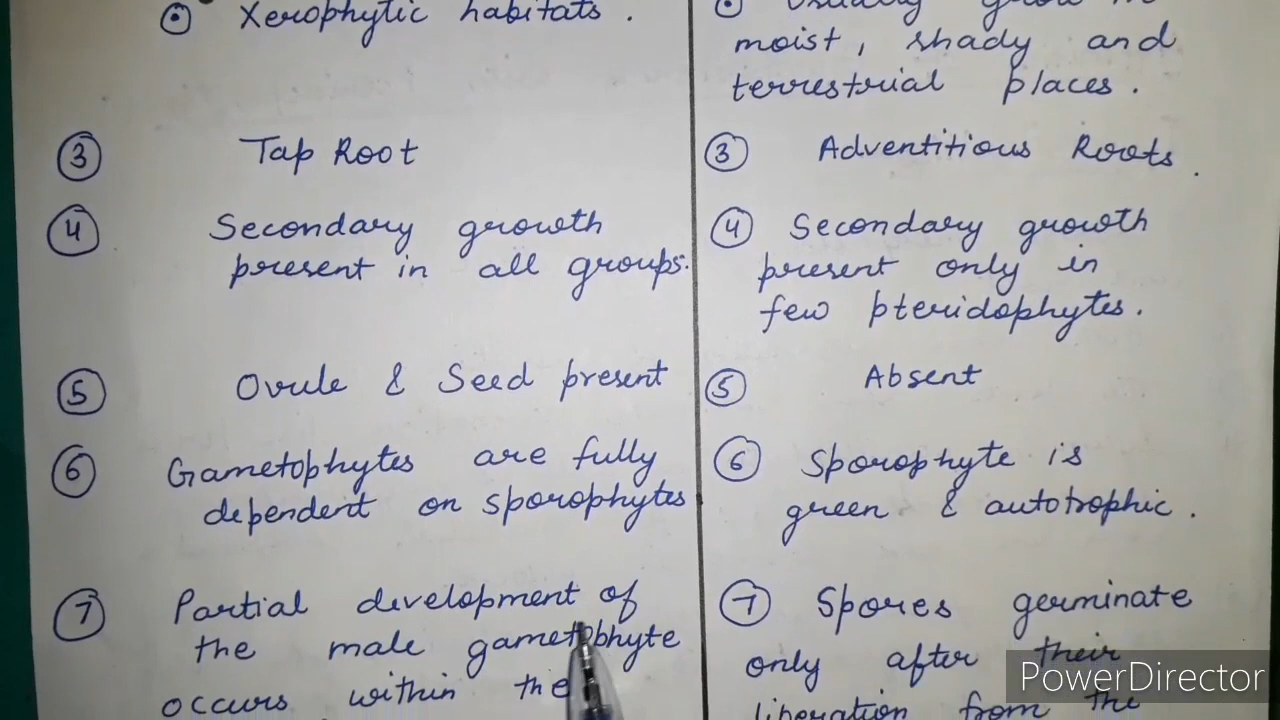 Xerophytic habitats.
③ Tap Root
④ Secondary growth
present in all groups.
⑤ Ovule & Seed present
⑥ Gametophytes are fully
dependent on sporophytes
⑦ Partial development of
the male gametophyte
occurs within the
moist, shady and
terrestrial places.
③ Adventitious Roots.
④ Secondary growth
present only in
few pteridophytes.
⑤ Absent
⑥ Sporophyte is
green & autotrophic.
⑦ Spores germinate
only after their
liberation from the
PowerDirector